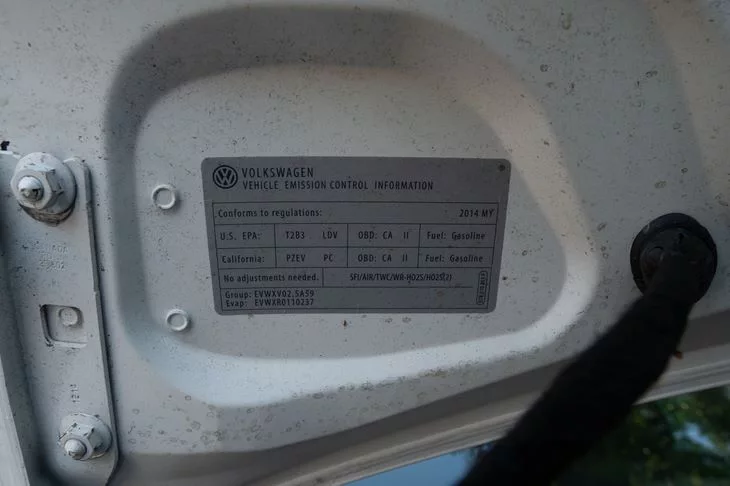 VOLKSWAGEN
VEHICLE EMISSION CONTROL INFORMATION
Conforms to regulations: 2014 MY
U.S. EPA: T2B3 LDV OBD: CA II Fuel: Gasoline
California: PZEV PC OBD: CA II Fuel: Gasoline
No adjustments needed. SFI/AIR/TWC/WR-HO2S/HO2S(2)
Group: EVWXV02.5A59
Evap: EVWXR0110237